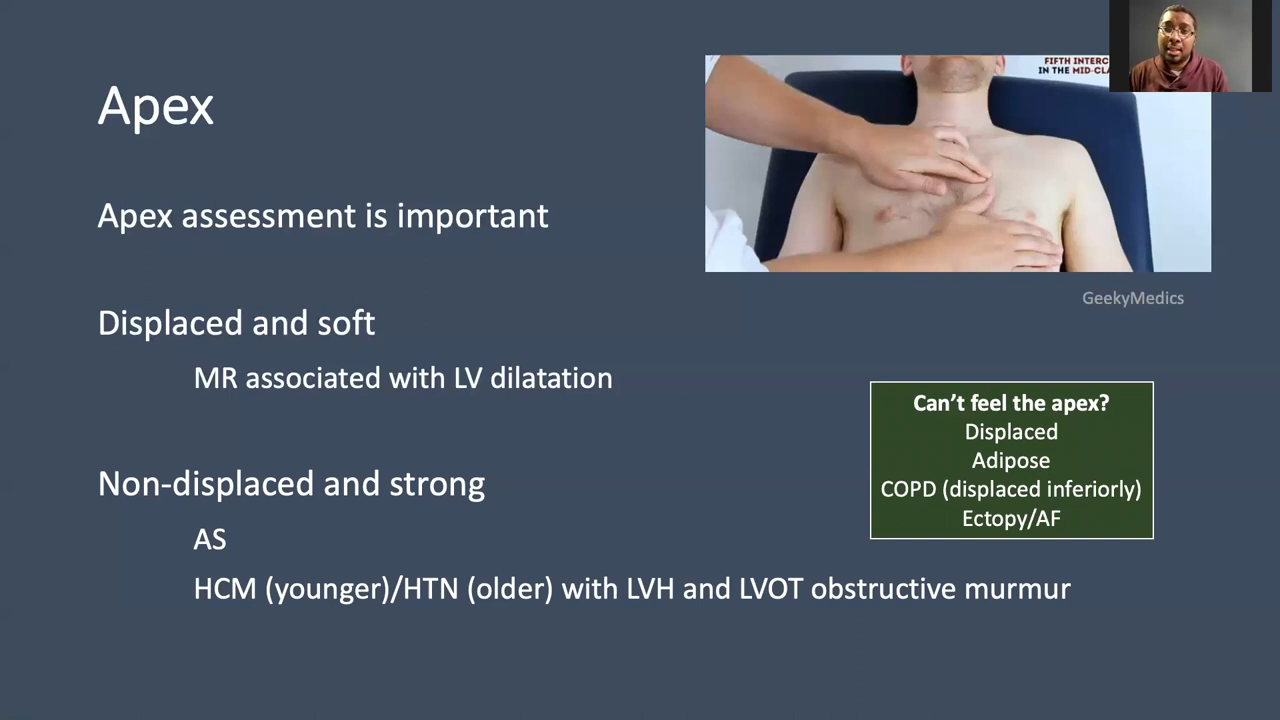 Apex
FIFTH INTERC
IN THE MID-CLA
Apex assessment is important
GeekyMedics
Displaced and soft
MR associated with LV dilatation
Can't feel the apex?
Displaced
Adipose
COPD (displaced inferiorly)
Ectopy/AF
Non-displaced and strong
AS
HCM (younger)/HTN (older) with LVH and LVOT obstructive murmur